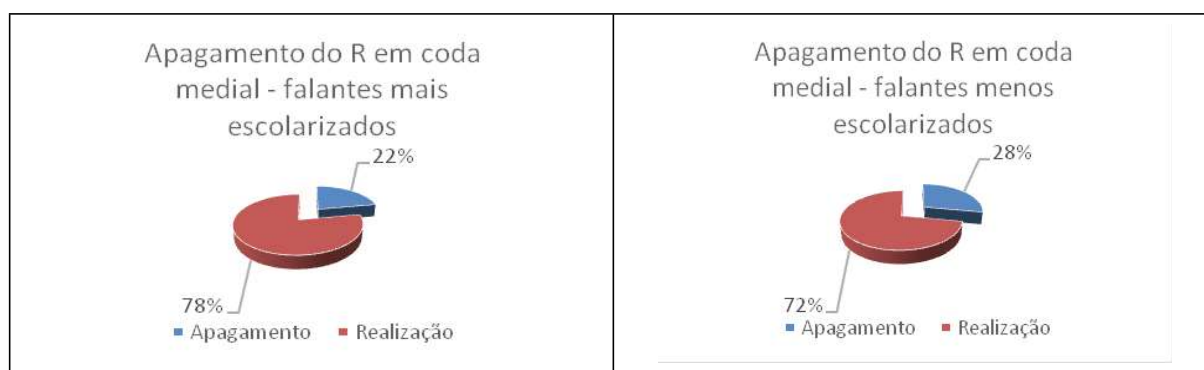 Apagamento do R em coda
medial - falantes mais
escolarizados
22%
78%
Apagamento
Realização
Apagamento do R em coda
medial - falantes menos
escolarizados
28%
72%
Apagamento
Realização